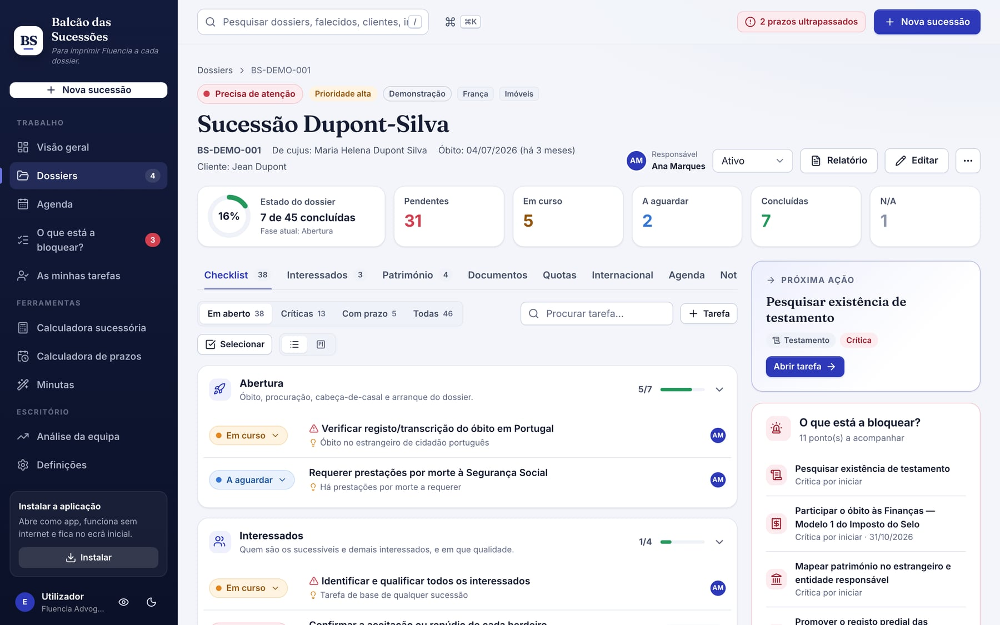 BS
Balcão das
Sucessões
Para imprimir Fluencia a cada
dossier.
+ Nova sucessão
TRABALHO
Visão geral
Dossiers 4
Agenda
O que está a
bloquear? 3
As minhas tarefas
FERRAMENTAS
Calculadora sucessória
Calculadora de prazos
Minutas
ESCRITÓRIO
Análise da equipa
Definições
Instalar a aplicação
Abre como app, funciona sem
internet e fica no ecrã inicial.
Instalar
E
Utilizador
Fluencia Advog...
Pesquisar dossiers, falecidos, clientes, i
/
⌘ ⌘K
2 prazos ultrapassados
+ Nova sucessão
Dossiers > BS-DEMO-001
Precisa de atenção Prioridade alta Demonstração França Imóveis
Sucessão Dupont-Silva
BS-DEMO-001 De cujus: Maria Helena Dupont Silva Óbito: 04/07/2026 (há 3 meses)
Cliente: Jean Dupont
AM
Responsável
Ana Marques
Ativo
Relatório
Editar
...
16%
Estado do dossier
7 de 45 concluídas
Fase atual: Abertura
Pendentes
31
Em curso
5
A aguardar
2
Concluídas
7
N/A
1
Checklist 38 Interessados 3 Património 4 Documentos Quotas Internacional Agenda Not
Em aberto 38 Críticas 13 Com prazo 5 Todas 46
Procurar tarefa...
+ Tarefa
Selecionar
Abertura
Óbito, procuração, cabeça-de-casal e arranque do dossier.
5/7
Em curso
Verificar registo/transcrição do óbito em Portugal
Óbito no estrangeiro de cidadão português
AM
A aguardar
Requerer prestações por morte à Segurança Social
Há prestações por morte a requerer
AM
Interessados
Quem são os sucessíveis e demais interessados, e em que qualidade.
1/4
Em curso
Identificar e qualificar todos os interessados
Tarefa de base de qualquer sucessão
AM
Confirmar a aceitação ou repúdio de cada herdeiro
→ PRÓXIMA AÇÃO
Pesquisar existência de
testamento
Testamento Crítica
Abrir tarefa →
O que está a bloquear?
11 ponto(s) a acompanhar
Pesquisar existência de testamento
Crítica por iniciar
Participar o óbito às Finanças —
Modelo 1 do Imposto do Selo
Crítica por iniciar · 31/10/2026
Mapear património no estrangeiro e
entidade responsável
Crítica por iniciar
Promover o registo predial das